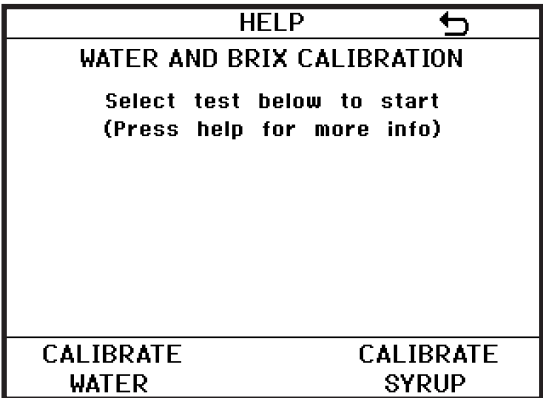 HELP
WATER AND BRIX CALIBRATION
Select test below to start
(Press help for more info)
CALIBRATE
WATER
CALIBRATE
SYRUP